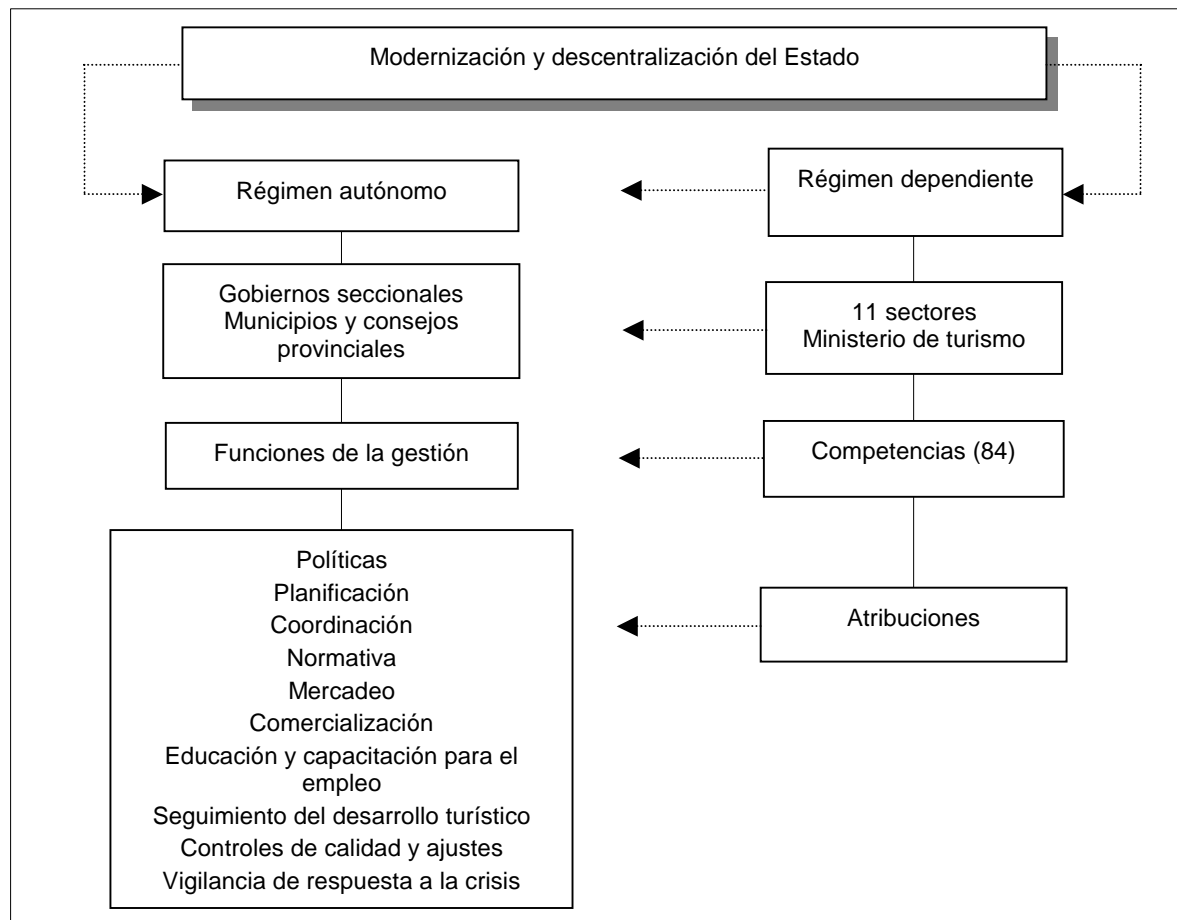 Modernización y descentralización del Estado
Régimen autónomo
Régimen dependiente
Gobiernos seccionales
Municipios y consejos
provinciales
11 sectores
Ministerio de turismo
Funciones de la gestión
Competencias (84)
Políticas
Planificación
Coordinación
Normativa
Mercadeo
Comercialización
Educación y capacitación para el
empleo
Seguimiento del desarrollo turístico
Controles de calidad y ajustes
Vigilancia de respuesta a la crisis
Atribuciones